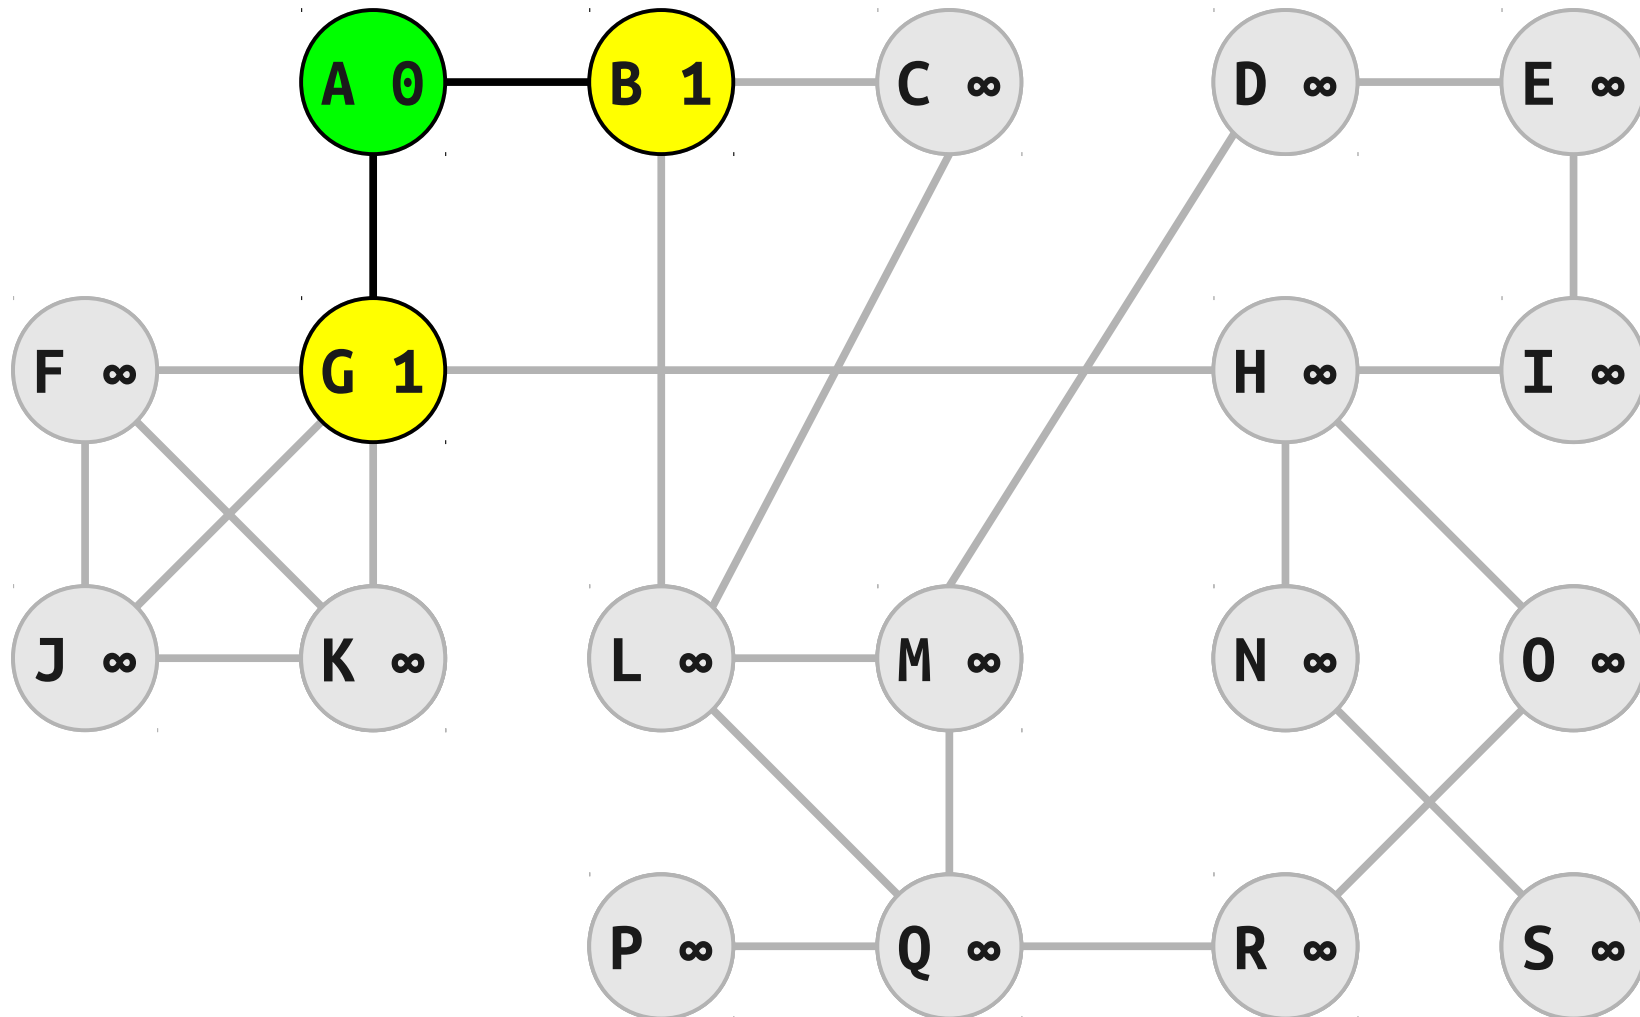 A 0 B 1 C ∞ D ∞ E ∞
F ∞ G 1 H ∞ I ∞
J ∞ K ∞ L ∞ M ∞ N ∞ O ∞
P ∞ Q ∞ R ∞ S ∞